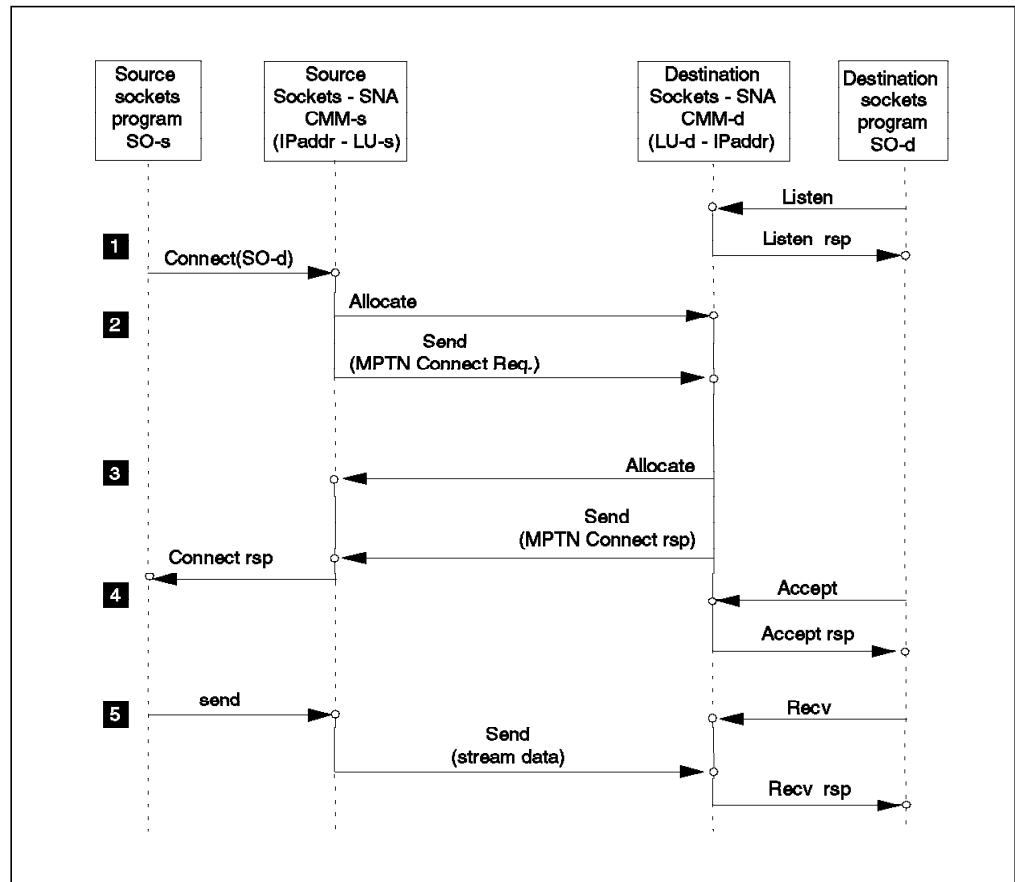 Source
sockets
program
SO-s
Source
Sockets - SNA
CMM-s
(IPaddr - LU-s)
Destination
Sockets - SNA
CMM-d
(LU-d - IPaddr)
Destination
sockets
program
SO-d
Listen
1
Listen rsp
Connect(SO-d)
Allocate
2
Send
(MPTN Connect Req.)
3
Allocate
Send
(MPTN Connect rsp)
Connect rsp
4
Accept
Accept rsp
5
send
Recv
Send
(stream data)
Recv rsp